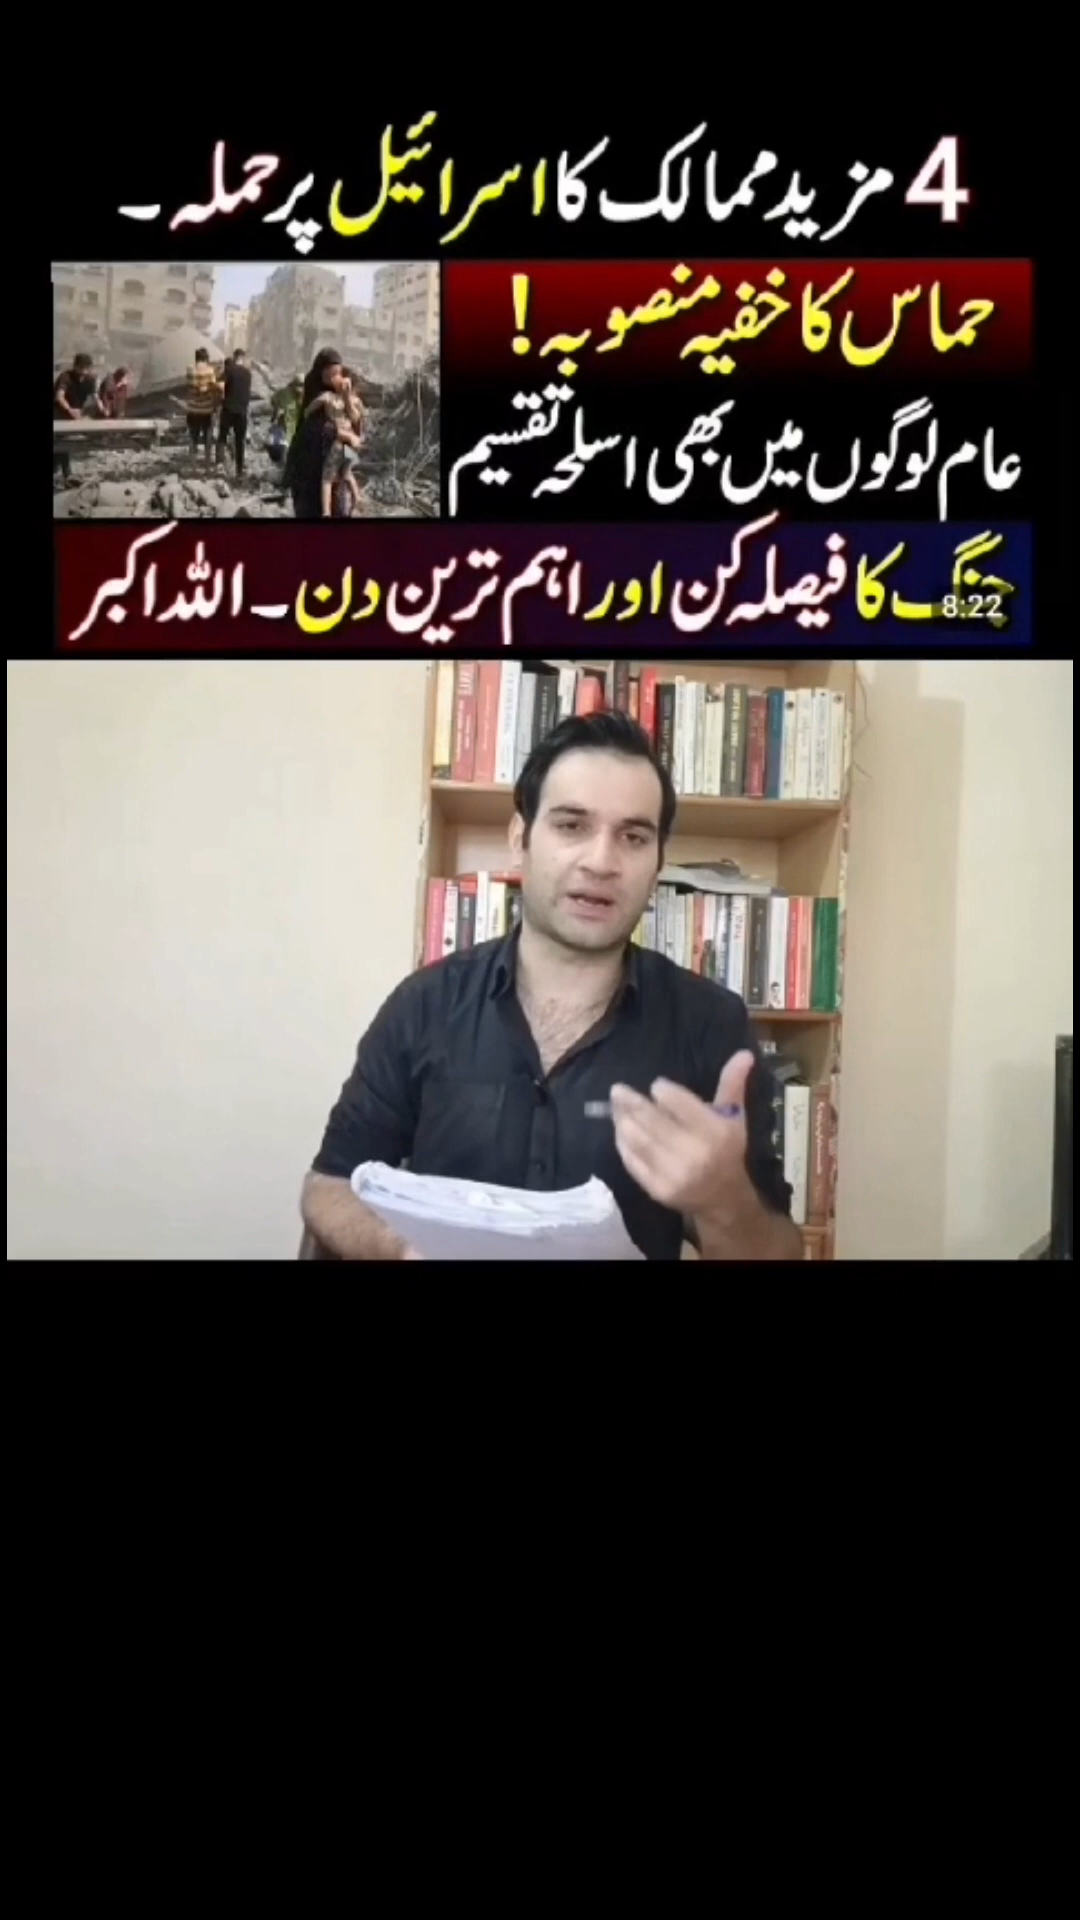 4 مزید ممالک کا اسرائیل پر حملہ۔
حماس کا خفیہ منصوبہ!
عام لوگوں میں بھی اسلحہ تقسیم
جنگ کا فیصلہ کن اور اہم ترین دن۔ اللہ اکبر
8:22